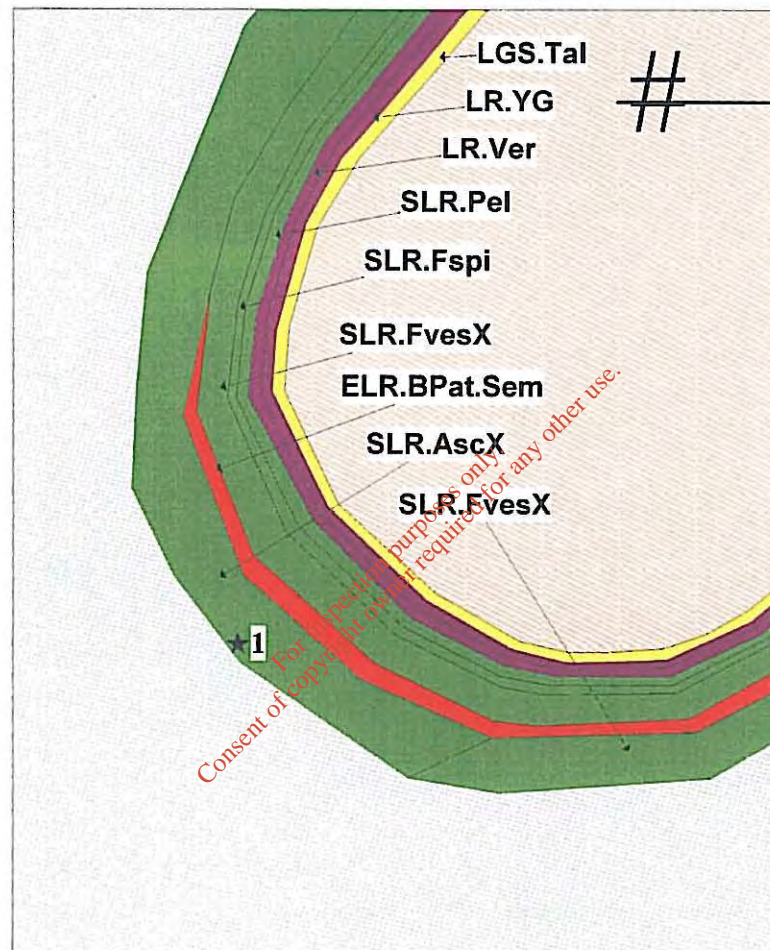 LGS.Tal
LR.YG
LR.Ver
SLR.Pel
SLR.Fspi
SLR.FvesX
ELR.BPat.Sem
SLR.AscX
SLR.FvesX
1
For inspection purposes only.
Consent of copyright owner required for any other use.